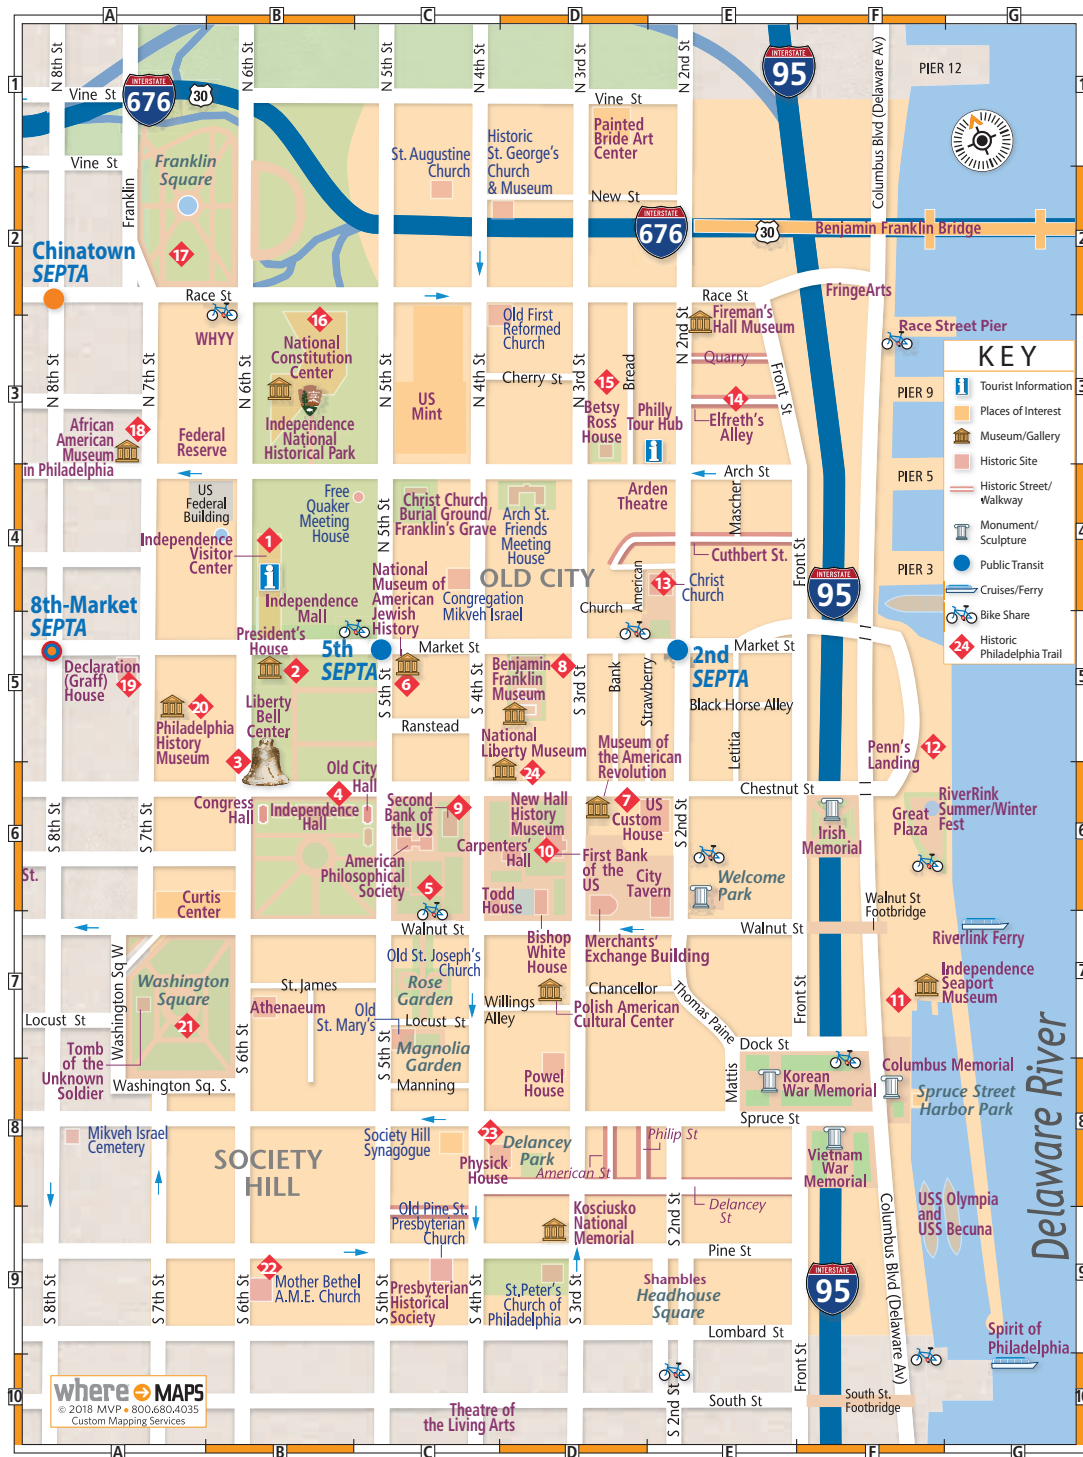 A
B
C
D
E
F
G
1
2
3
4
5
6
7
8
9
10
N 8th St
N 6th St
N 5th St
N 4th St
N 3rd St
N 2nd St
Columbus Blvd (Delaware Av)
PIER 12
INTERSTATE
676
30
INTERSTATE
95
Vine St
Vine St
Vine St
Franklin
Franklin
Square
17
St. Augustine
Church
Historic
St. George's
Church
& Museum
Painted
Bride Art
Center
New St
INTERSTATE
676
30
Benjamin Franklin Bridge
Chinatown
SEPTA
Race St
WHYY
16
National
Constitution
Center
Independence
National
Historical Park
Old First
Reformed
Church
Race St
Fireman's
Hall Museum
FringeArts
Race Street Pier
Quarry
Cherry St
Bread
15
Betsy
Ross
House
Philly
Tour Hub
14
Elfreth's
Alley
Front St
PIER 9
N 8th St
N 7th St
N 6th St
N 5th St
N 4th St
N 3rd St
N 2nd St
US
Mint
African
American
Museum
in Philadelphia
18
Federal
Reserve
Arch St
PIER 5
KEY
Tourist Information
Places of Interest
Museum/Gallery
Historic Site
Historic Street/
Walkway
Monument/
Sculpture
Public Transit
Cruises/Ferry
Bike Share
24
Historic
Philadelphia Trail
US
Federal
Building
Independence
Visitor
Center
1
Free
Quaker
Meeting
House
N 5th St
Christ Church
Burial Ground/
Franklin's Grave
Arch St.
Friends
Meeting
House
Arden
Theatre
Mascher
Cuthbert St.
Front St
PIER 3
INTERSTATE
95
National
Museum of
American
Jewish
History
Congregation
Mikveh Israel
OLD CITY
American
13
Christ
Church
Church
8th-Market
SEPTA
Independence
Mall
President's
House
2
5th
SEPTA
Market St
6
2nd
SEPTA
Market St
Declaration
(Graff)
House
19
20
Philadelphia
History
Museum
Liberty
Bell
Center
3
S 5th St
Ranstead
S 4th St
Benjamin
Franklin
Museum
8
S 3rd St
Bank
Strawberry
Black Horse Alley
Letitia
National
Liberty Museum
24
Museum of
the American
Revolution
Penn's
Landing
12
Chestnut St
Old City
Hall
4
Congress
Hall
Independence
Hall
Second
Bank of
the US
9
New Hall
History
Museum
Carpenters'
Hall
10
7
US
Custom
House
First Bank
of the
US
City
Tavern
S 2nd St
Irish
Memorial
Great
Plaza
RiverRink
Summer/Winter
Fest
S 8th St
S 7th St
St.
American
Philosophical
Society
5
Todd
House
Welcome
Park
Curtis
Center
Walnut St
Walnut St
Walnut St
Footbridge
Riverlink Ferry
Bishop
White
House
Merchants'
Exchange Building
Washington Sq W
Washington
Square
21
S 6th St
St. James
Athenaeum
Old St. Joseph's
Church
Rose
Garden
Old
St. Mary's
Locust St
Magnolia
Garden
S 5th St
Manning
Willings
Alley
Chancellor
Polish American
Cultural Center
Thomas Paine
Front St
Independence
Seaport
Museum
11
Locust St
Tomb
of the
Unknown
Soldier
Washington Sq. S.
Powel
House
Dock St
Mattis
Korean
War Memorial
Columbus Memorial
Spruce Street
Harbor Park
Spruce St
Delaware River
Mikveh Israel
Cemetery
SOCIETY
HILL
Society Hill
Synagogue
23
Physick
House
Delancey
Park
Philip St
American St
Delancey
St
Vietnam
War
Memorial
USS Olympia
and
USS Becuna
Old Pine St.
Presbyterian
Church
Kosciusko
National
Memorial
S 2nd St
Pine St
Columbus Blvd (Delaware Av)
22
Mother Bethel
A.M.E. Church
S 8th St
S 7th St
S 6th St
S 5th St
Presbyterian
Historical
Society
S 4th St
St.Peter's
Church of
Philadelphia
S 3rd St
Shambles
Headhouse
Square
INTERSTATE
95
Lombard St
Spirit of
Philadelphia
Front St
S 2nd St
South St
South St.
Footbridge
Theatre of
the Living Arts
where MAPS
© 2018 MVP • 800.680.4035
Custom Mapping Services
A
B
C
D
E
F
G